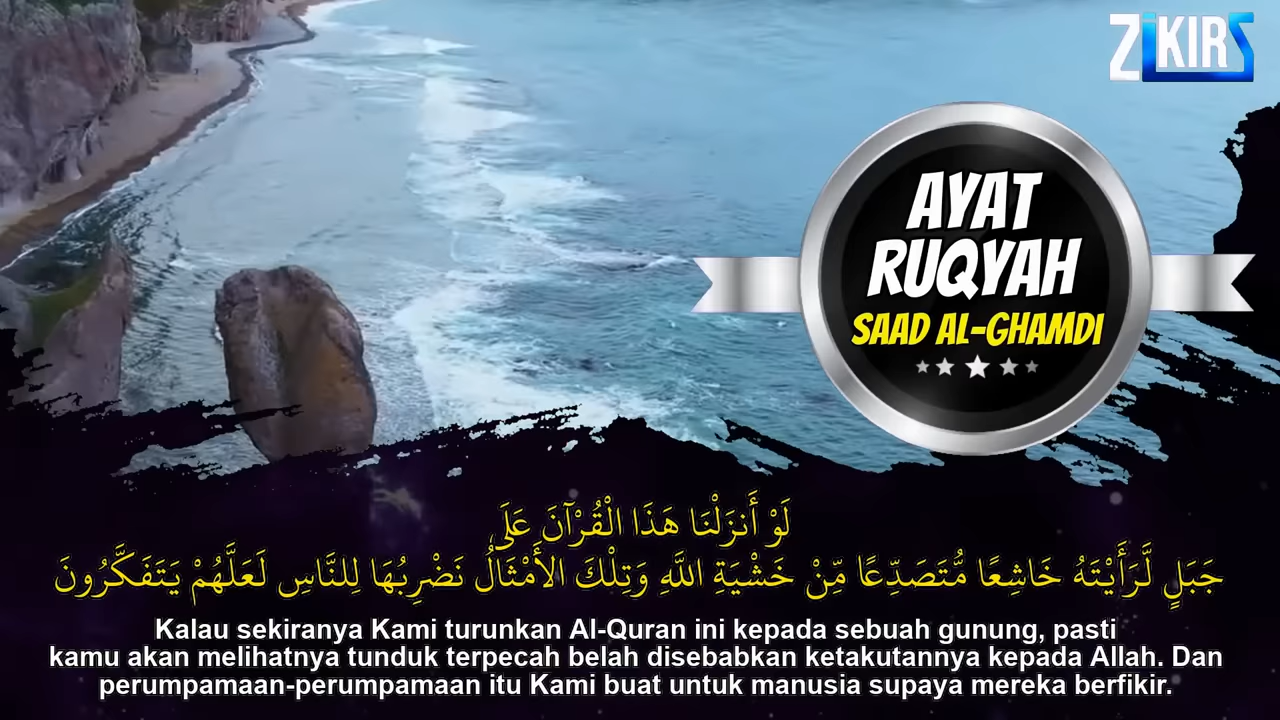 ZiKIRS
AYAT
RUQYAH
SAAD AL-GHAMDI
لَوْ أَنزَلْنَا هَذَا الْقُرْآنَ عَلَى
جَبَلٍ لَّرَأَيْتَهُ خَاشِعًا مُّتَصَدِّعًا مِّنْ خَشْيَةِ اللَّهِ وَتِلْكَ الأَمْثَالُ نَضْرِبُهَا لِلنَّاسِ لَعَلَّهُمْ يَتَفَكَّرُونَ
Kalau sekiranya Kami turunkan Al-Quran ini kepada sebuah gunung, pasti
kamu akan melihatnya tunduk terpecah belah disebabkan ketakutannya kepada Allah. Dan
perumpamaan-perumpamaan itu Kami buat untuk manusia supaya mereka berfikir.